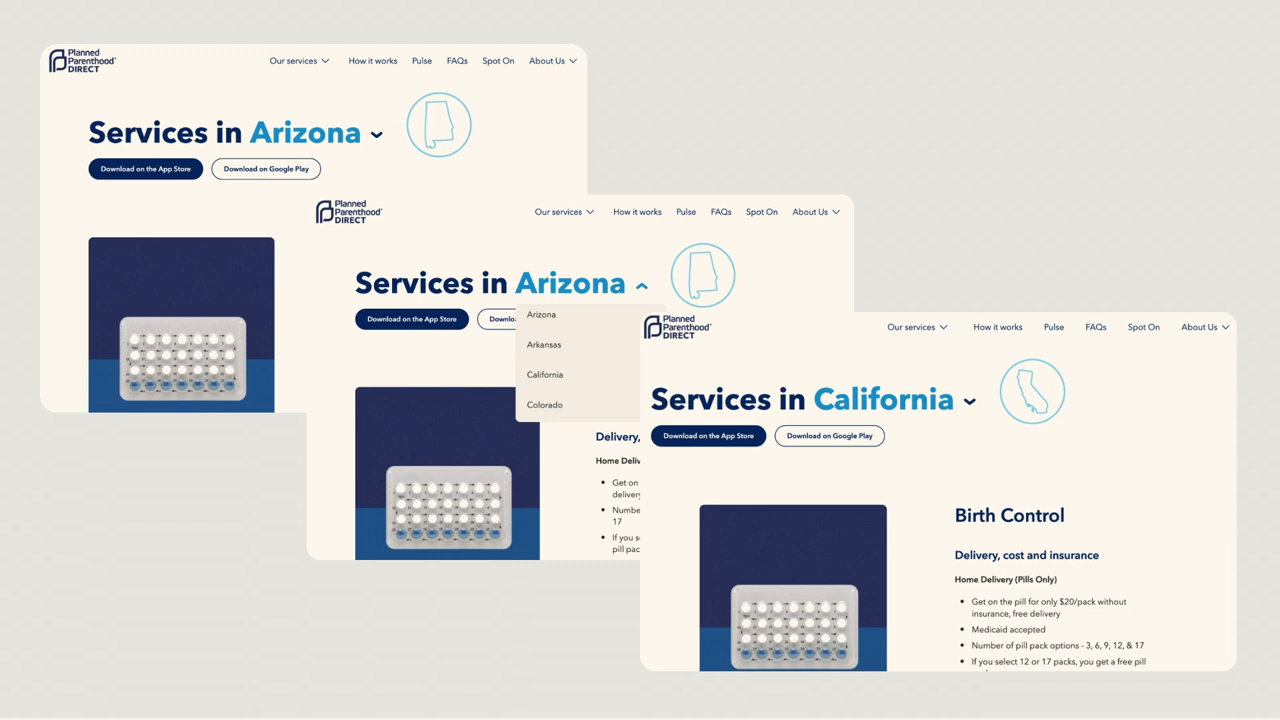 Planned
Parenthood®
DIRECT
Our services
How it works
Pulse
FAQs
Spot On
About Us
Services in Arizona
Download on the App Store
Download on Google Play
Planned
Parenthood®
DIRECT
Our services
How it works
Pulse
FAQs
Spot On
About Us
Services in Arizona
Download on the App Store
Arizona
Arkansas
California
Colorado
Delivery,
Get on
17
If you
Planned
Parenthood®
DIRECT
Our services
How it works
Pulse
FAQs
Spot On
About Us
Services in California
Download on the App Store
Download on Google Play
Birth Control
Delivery, cost and insurance
Home Delivery (Pills Only)
Get on the pill for only $20/pack without
insurance, free delivery
Medicaid accepted
Number of pill pack options - 3, 6, 9, 12, & 17
If you select 12 or 17 packs, you get a free pill